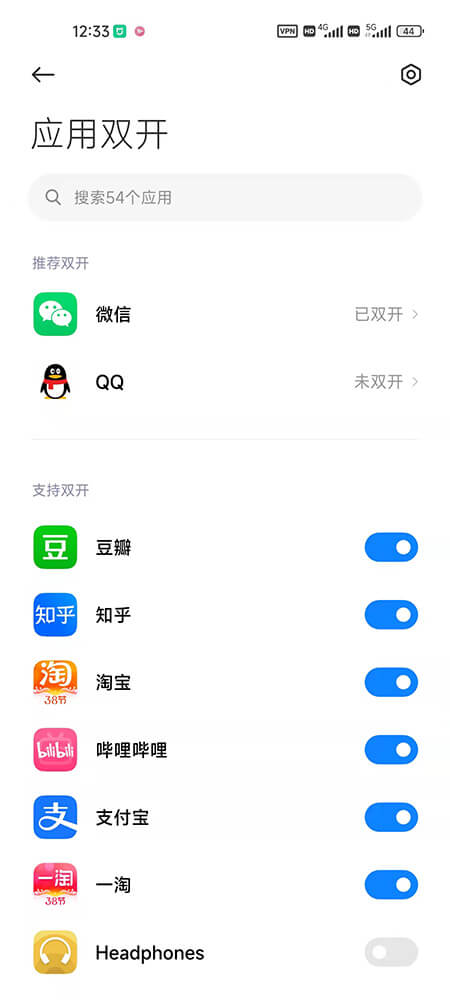 12:33 VPN HD 4G HD 5G 44
应用双开
搜索54个应用
推荐双开
微信 已双开
QQ 未双开
支持双开
豆 豆瓣
知乎 知乎
淘 38节 淘宝
bilibili 哔哩哔哩
支 支付宝
一淘 38节 一淘
Headphones